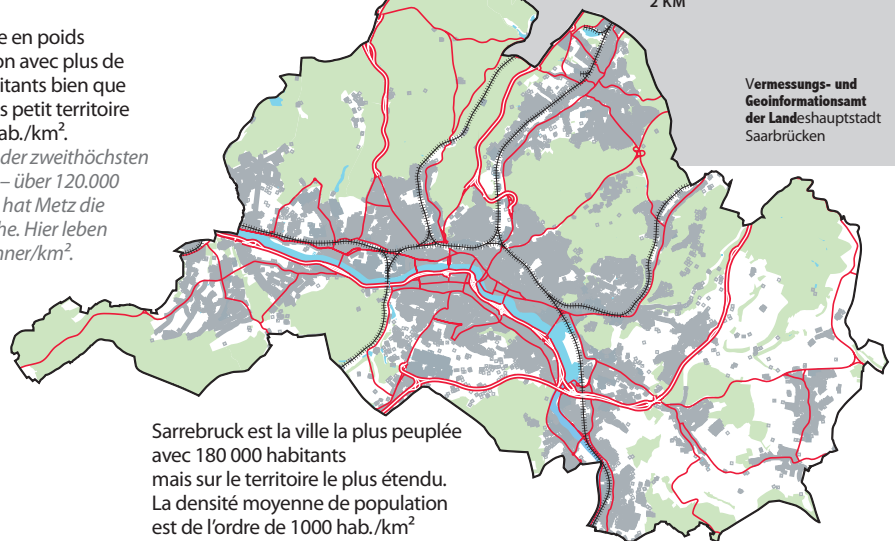 2 KM
e en poids
on avec plus de
itants bien que
s petit territoire
ab./km².
der zweithöchsten
– über 120.000
hat Metz die
he. Hier leben
nner/km².
Vermessungs- und
Geoinformationsamt
der Landeshauptstadt
Saarbrücken
Sarrebruck est la ville la plus peuplée
avec 180 000 habitants
mais sur le territoire le plus étendu.
La densité moyenne de population
est de l’ordre de 1000 hab./km²